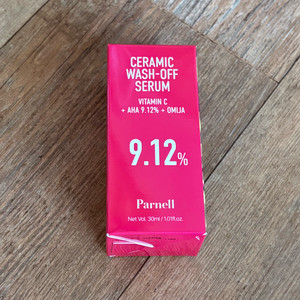 CERAMIC
WASH-OFF
SERUM
VITAMIN C
+ AHA 9.12% + OMIJA
9.12%
Parnell
Net Vol. 30ml / 1.01fl.oz.